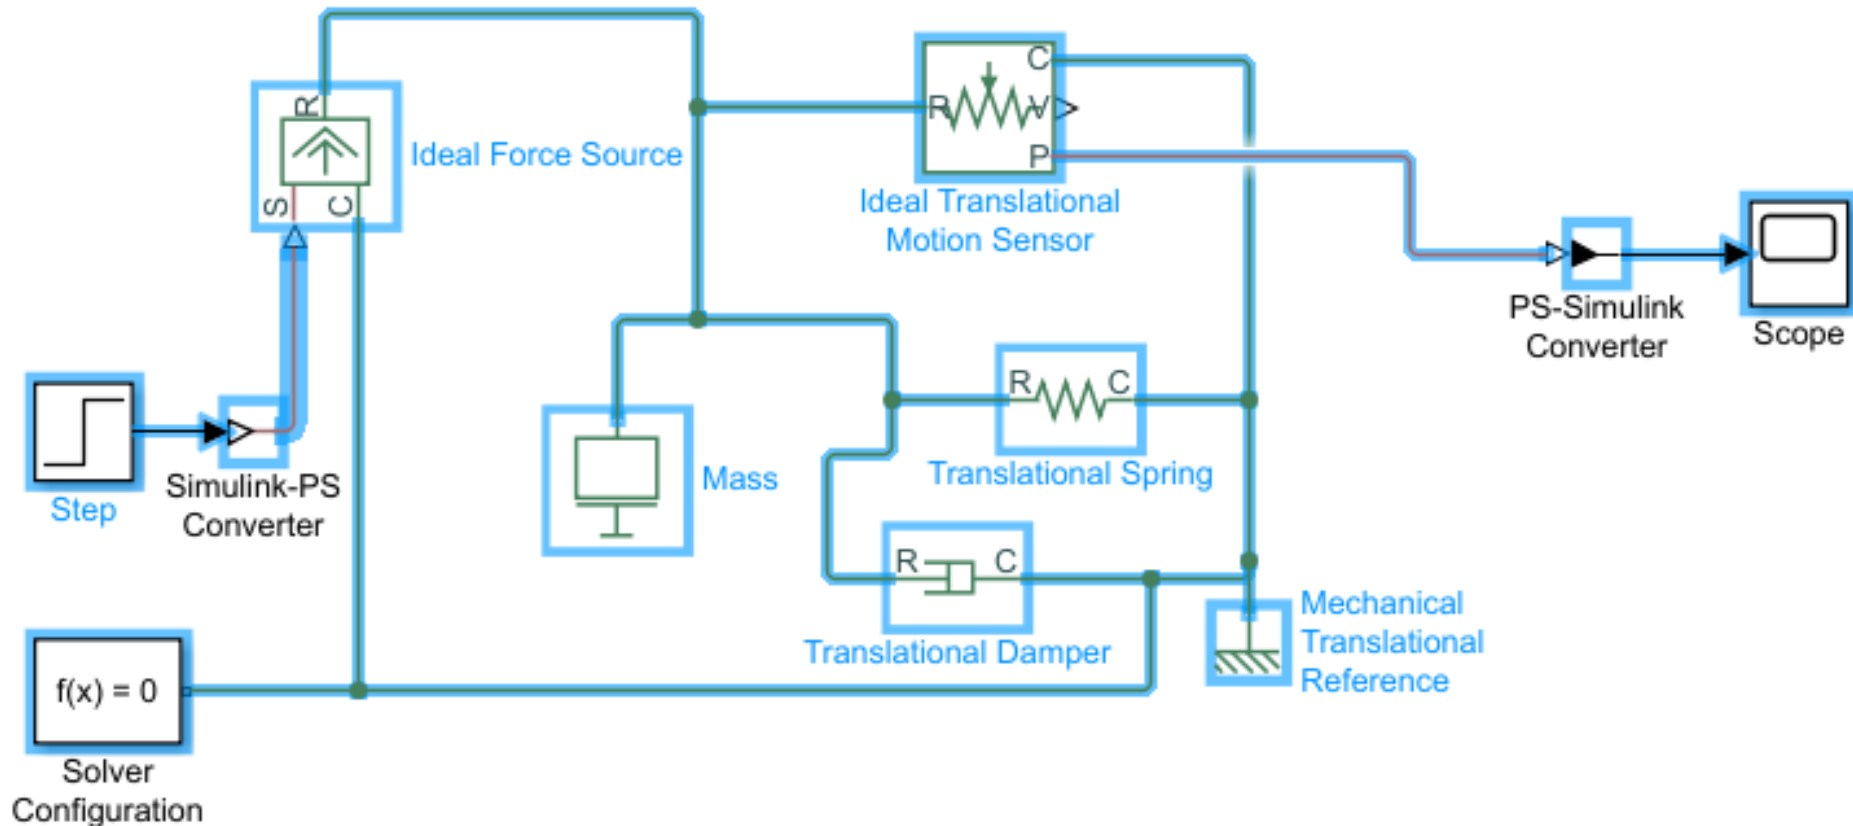 C
R
V
P
Ideal Translational
Motion Sensor
R
S
C
Ideal Force Source
PS-Simulink
Converter
Scope
Step
Simulink-PS
Converter
Mass
R
C
Translational Spring
R
C
Translational Damper
Mechanical
Translational
Reference
f(x) = 0
Solver
Configuration